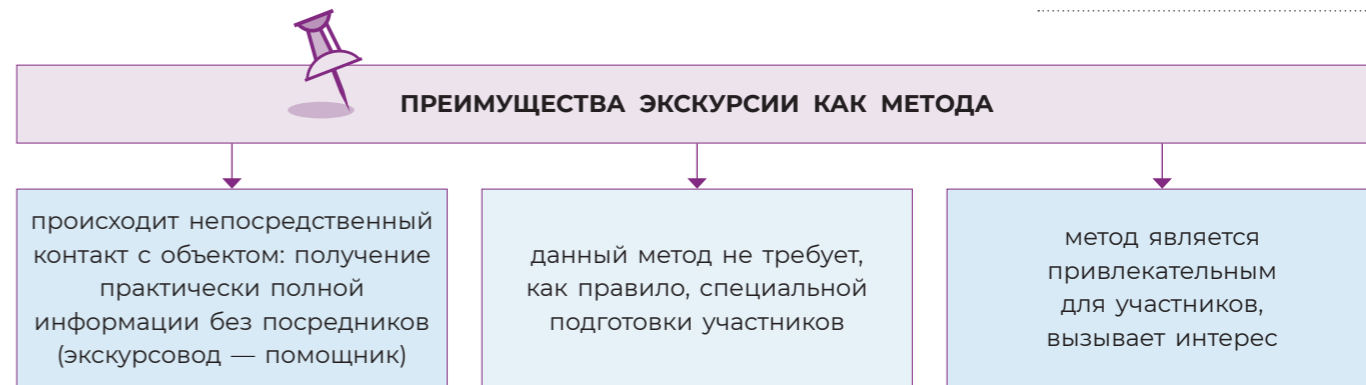 ПРЕИМУЩЕСТВА ЭКСКУРСИИ КАК МЕТОДА
происходит непосредственный
контакт с объектом: получение
практически полной
информации без посредников
(экскурсовод — помощник)
данный метод не требует,
как правило, специальной
подготовки участников
метод является
привлекательным
для участников,
вызывает интерес